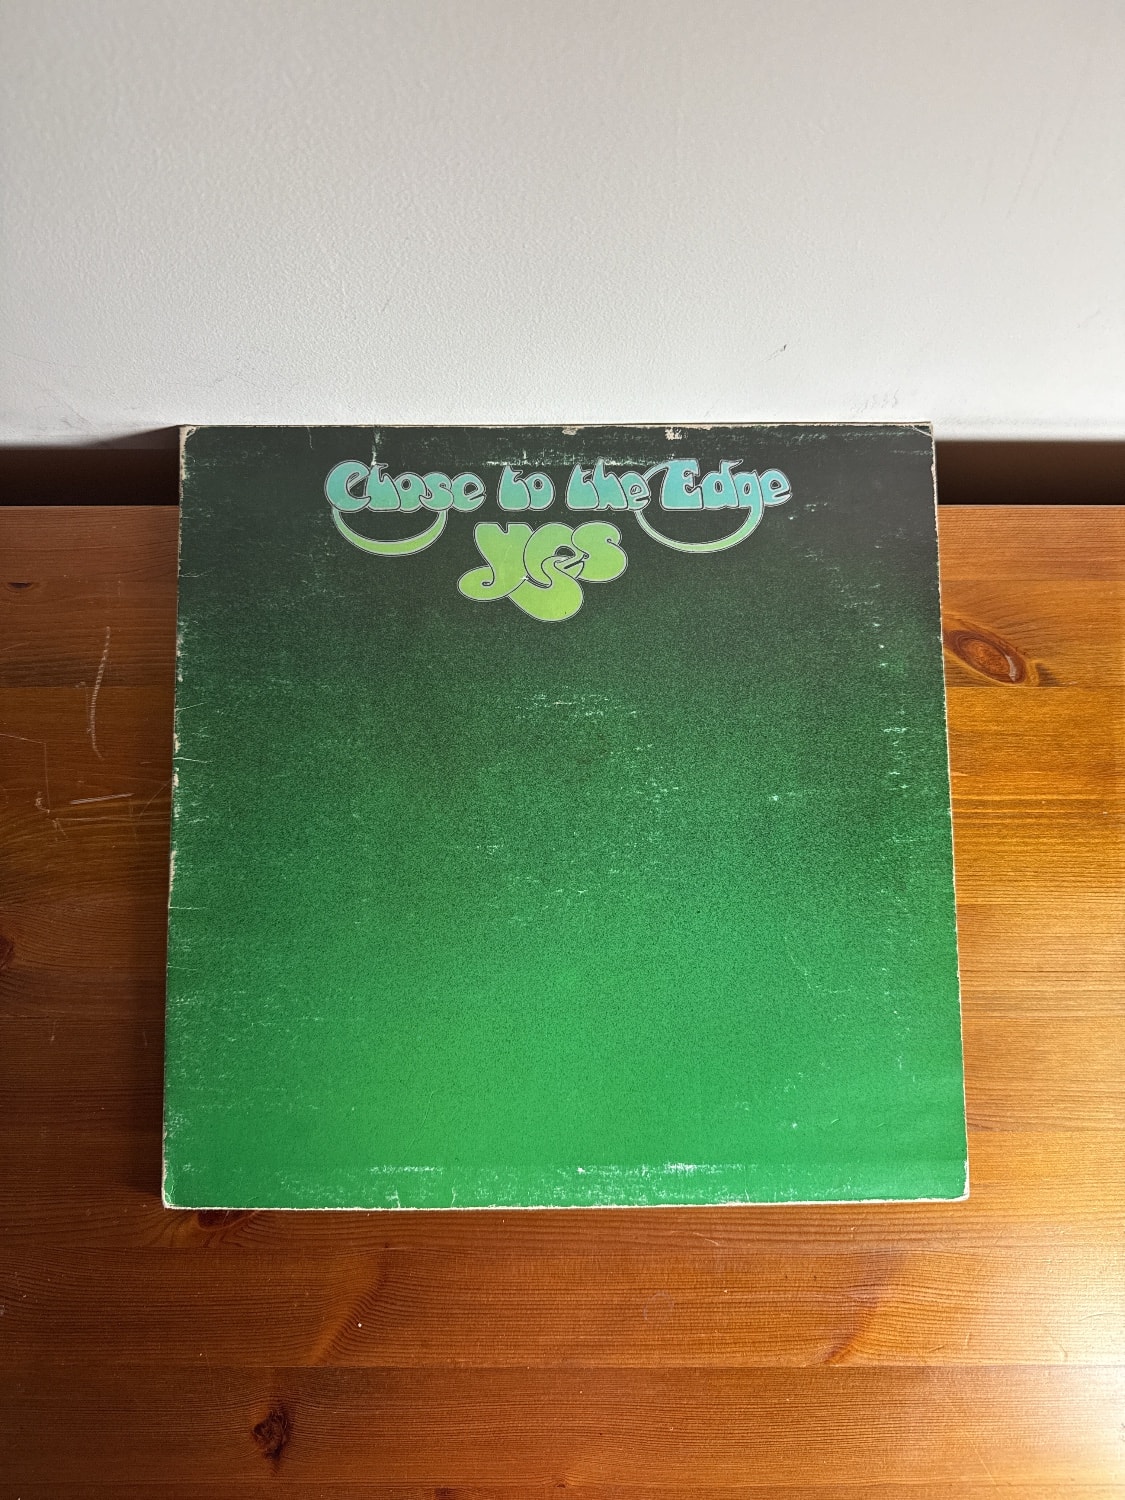 Close to the Edge
yes